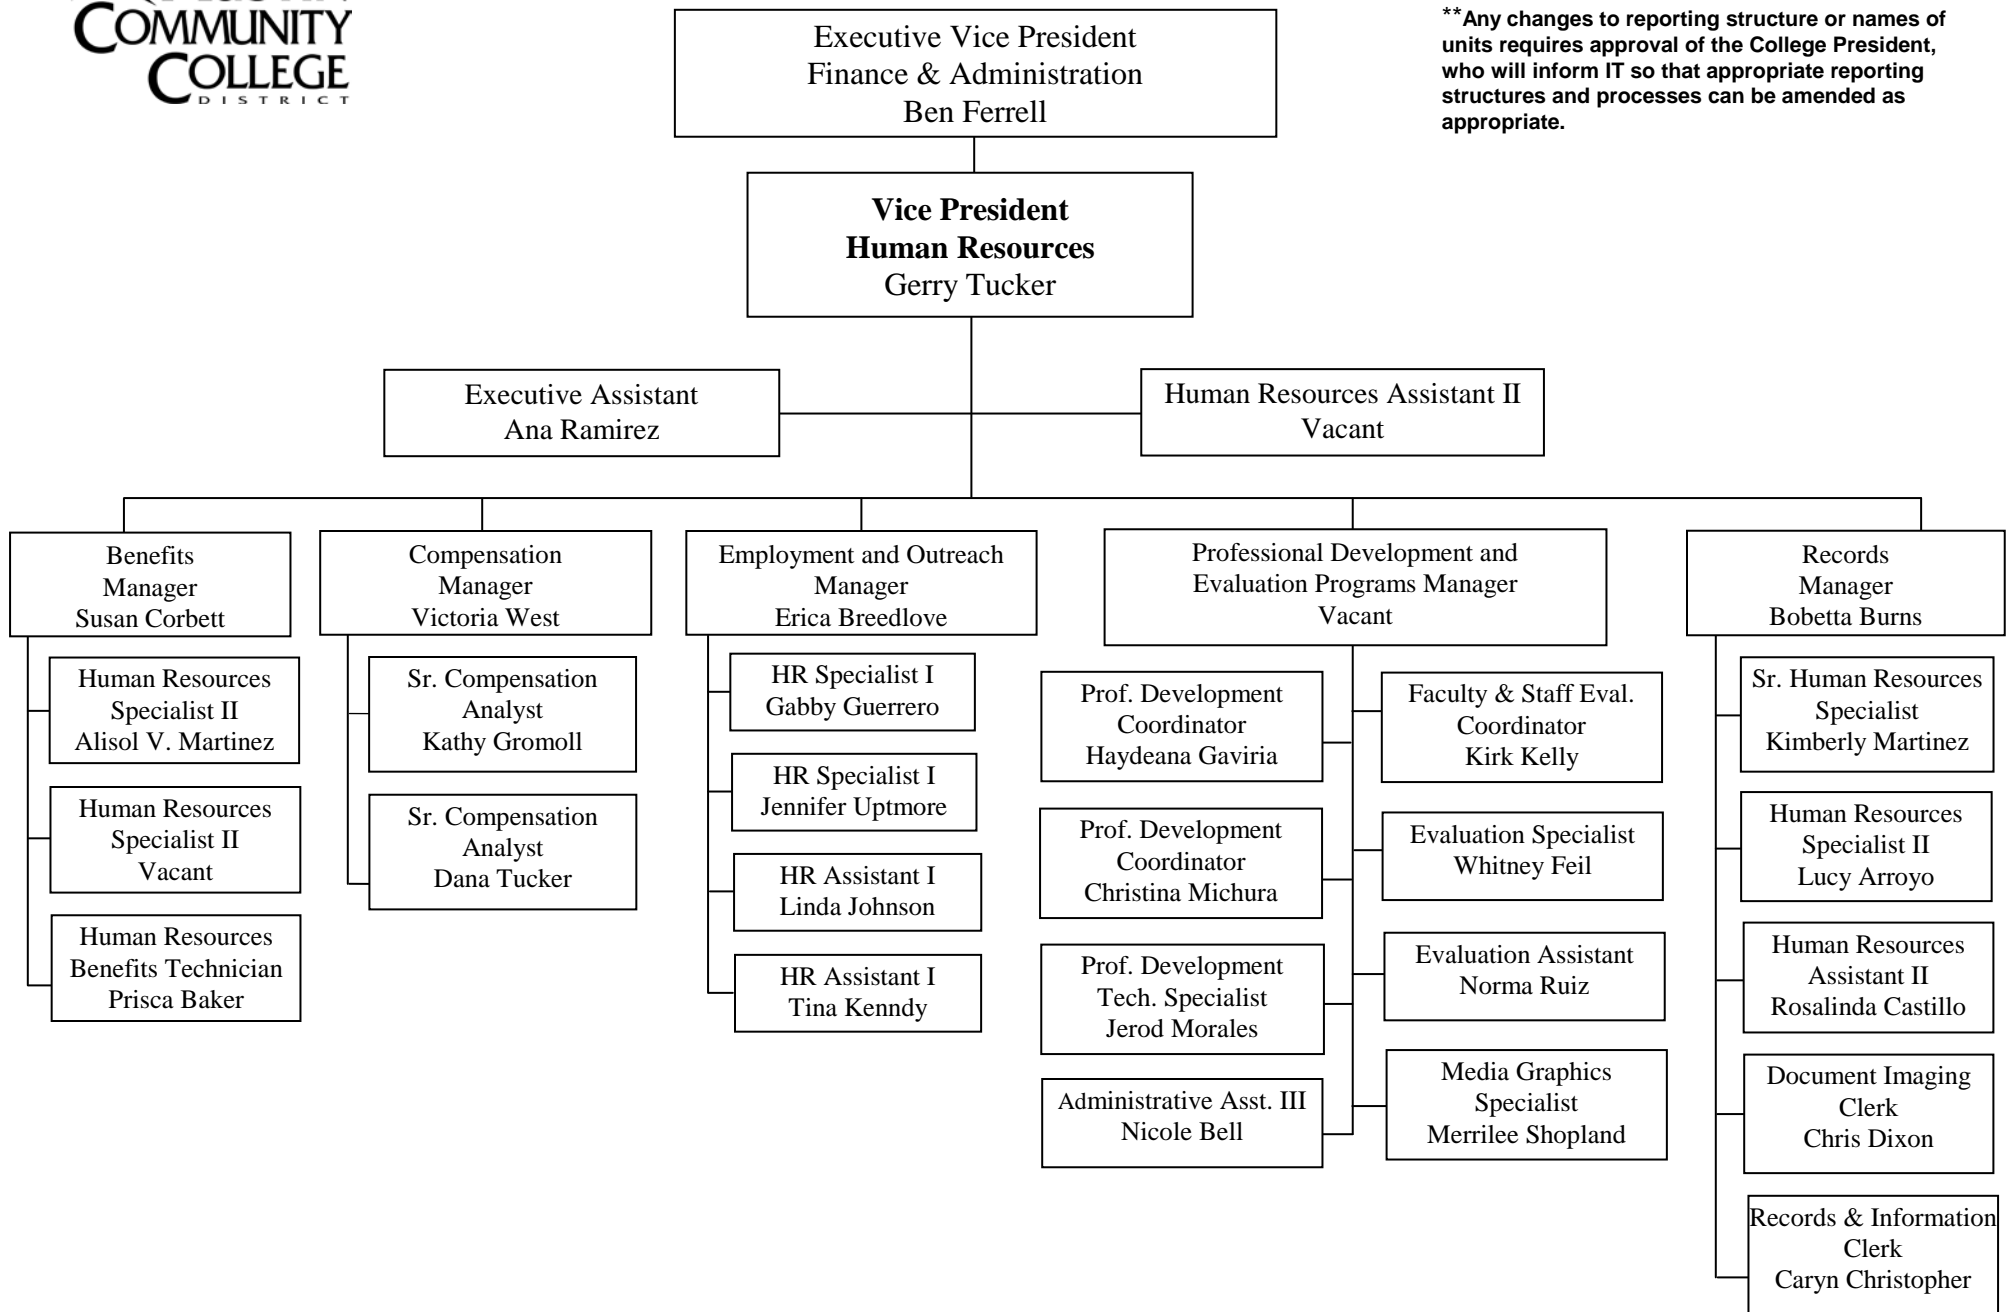 COMMUNITY
COLLEGE
DISTRICT
Executive Vice President
Finance & Administration
Ben Ferrell
**Any changes to reporting structure or names of
units requires approval of the College President,
who will inform IT so that appropriate reporting
structures and processes can be amended as
appropriate.
Vice President
Human Resources
Gerry Tucker
Executive Assistant
Ana Ramirez
Human Resources Assistant II
Vacant
Benefits
Manager
Susan Corbett
Human Resources
Specialist II
Alisol V. Martinez
Human Resources
Specialist II
Vacant
Human Resources
Benefits Technician
Prisca Baker
Compensation
Manager
Victoria West
Sr. Compensation
Analyst
Kathy Gromoll
Sr. Compensation
Analyst
Dana Tucker
Employment and Outreach
Manager
Erica Breedlove
HR Specialist I
Gabby Guerrero
HR Specialist I
Jennifer Uptmore
HR Assistant I
Linda Johnson
HR Assistant I
Tina Kenndy
Professional Development and
Evaluation Programs Manager
Vacant
Prof. Development
Coordinator
Haydeana Gaviria
Prof. Development
Coordinator
Christina Michura
Prof. Development
Tech. Specialist
Jerod Morales
Administrative Asst. III
Nicole Bell
Faculty & Staff Eval.
Coordinator
Kirk Kelly
Evaluation Specialist
Whitney Feil
Evaluation Assistant
Norma Ruiz
Media Graphics
Specialist
Merrilee Shopland
Records
Manager
Bobetta Burns
Sr. Human Resources
Specialist
Kimberly Martinez
Human Resources
Specialist II
Lucy Arroyo
Human Resources
Assistant II
Rosalinda Castillo
Document Imaging
Clerk
Chris Dixon
Records & Information
Clerk
Caryn Christopher